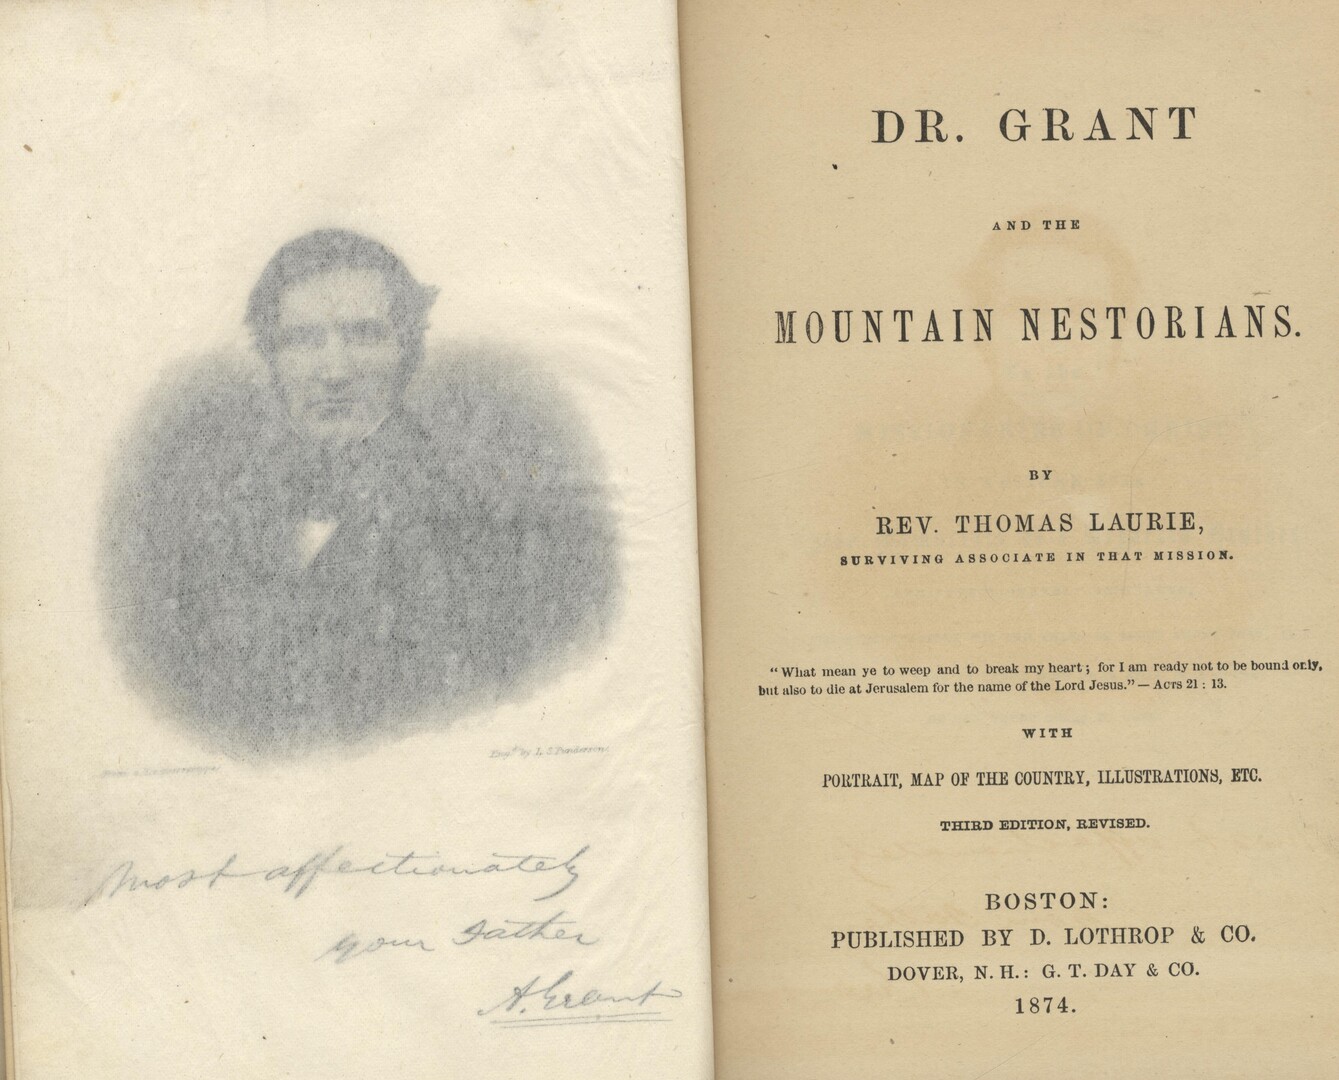 Engd by L. S. Punderson
Most affectionately
your Father
A. Grant
DR. GRANT
AND THE
MOUNTAIN NESTORIANS.
BY
REV. THOMAS LAURIE,
SURVIVING ASSOCIATE IN THAT MISSION.
“What mean ye to weep and to break my heart; for I am ready not to be bound only,
but also to die at Jerusalem for the name of the Lord Jesus.” — Acts 21 : 13.
WITH
PORTRAIT, MAP OF THE COUNTRY, ILLUSTRATIONS, ETC.
THIRD EDITION, REVISED.
BOSTON:
PUBLISHED BY D. LOTHROP & CO.
DOVER, N. H.: G. T. DAY & CO.
1874.